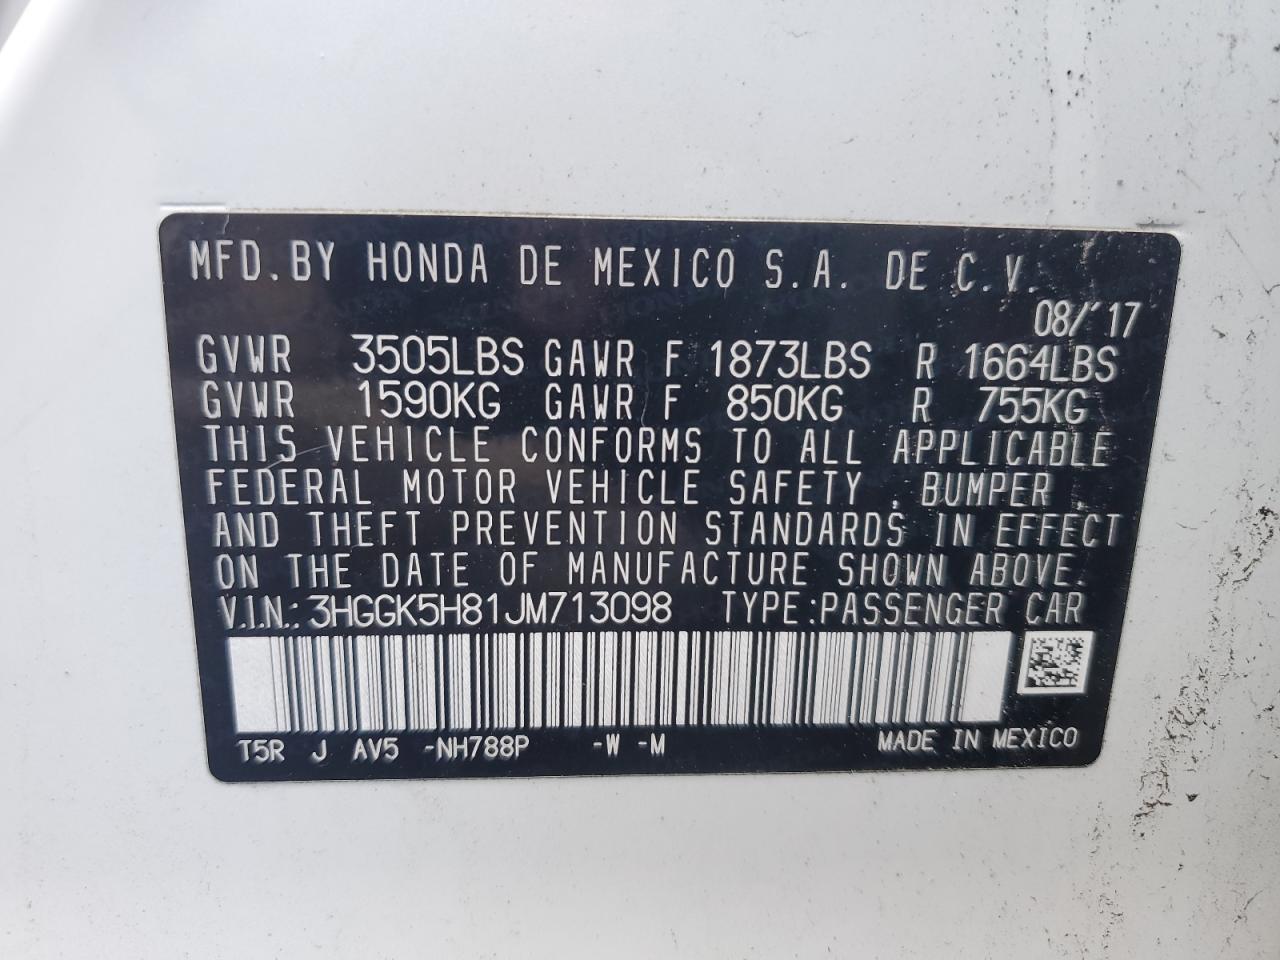 MFD.BY HONDA DE MEXICO S.A. DE C.V.
08/'17
GVWR 3505LBS GAWR F 1873LBS R 1664LBS
GVWR 1590KG GAWR F 850KG R 755KG
THIS VEHICLE CONFORMS TO ALL APPLICABLE
FEDERAL MOTOR VEHICLE SAFETY , BUMPER ,
AND THEFT PREVENTION STANDARDS IN EFFECT
ON THE DATE OF MANUFACTURE SHOWN ABOVE.
V.I.N.: 3HGGK5H81JM713098 TYPE:PASSENGER CAR
T5R J AV5 -NH788P -W -M MADE IN MEXICO